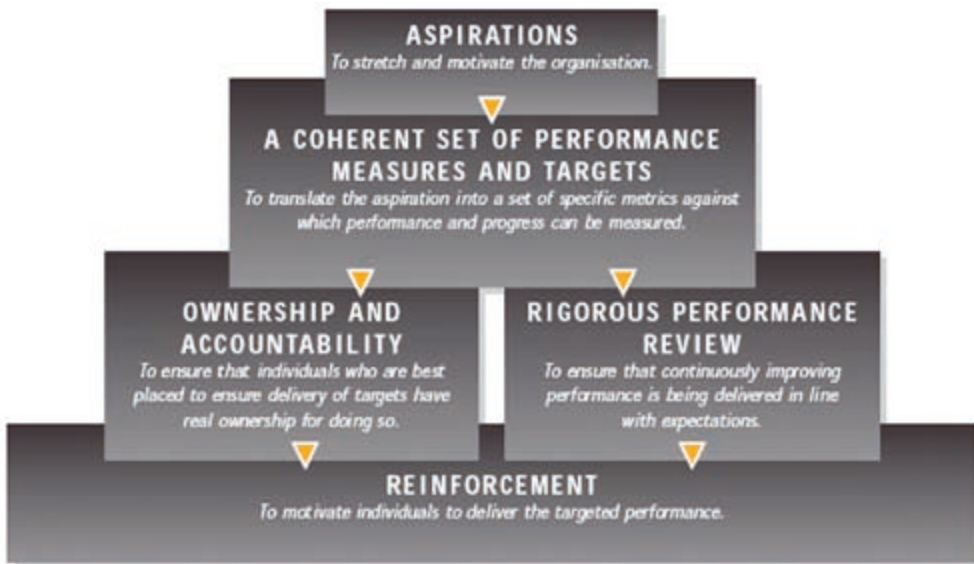 ASPIRATIONS
To stretch and motivate the organisation.
A COHERENT SET OF PERFORMANCE
MEASURES AND TARGETS
To translate the aspiration into a set of specific metrics against
which performance and progress can be measured.
OWNERSHIP AND
ACCOUNTABILITY
To ensure that individuals who are best
placed to ensure delivery of targets have
real ownership for doing so.
RIGOROUS PERFORMANCE
REVIEW
To ensure that continuously improving
performance is being delivered in line
with expectations.
REINFORCEMENT
To motivate individuals to deliver the targeted performance.